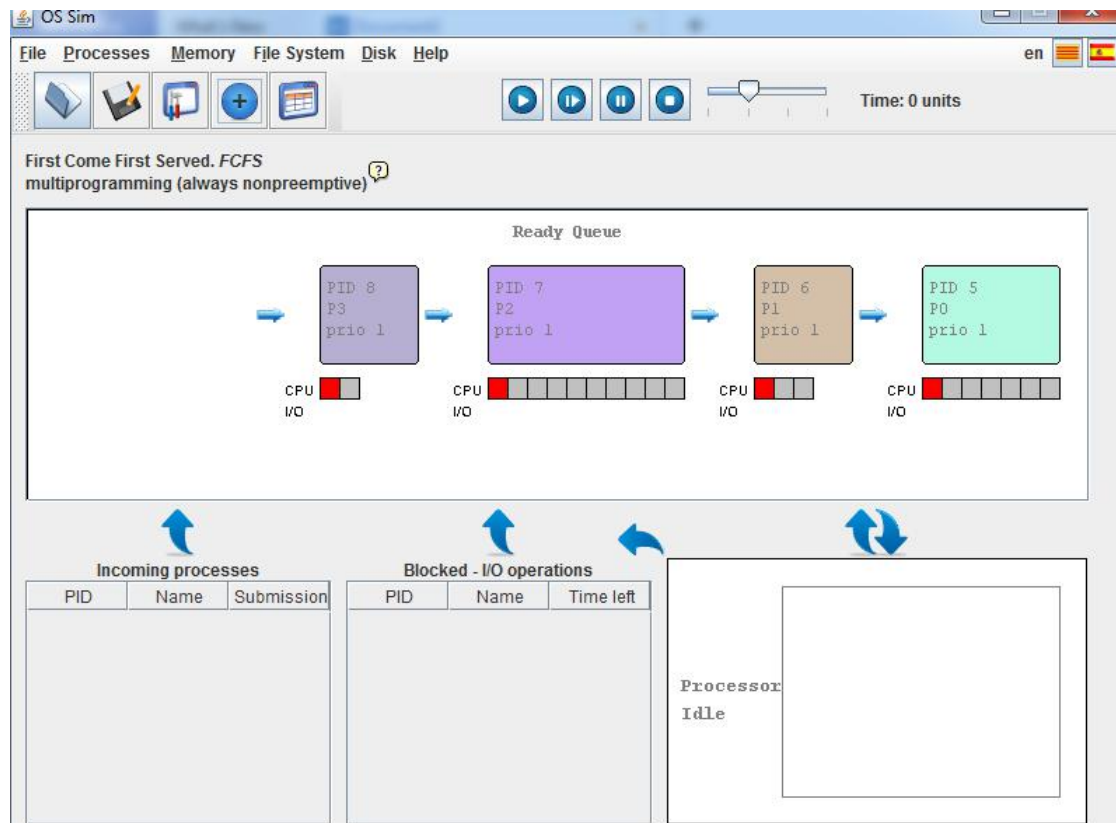 OS Sim
File Processes Memory File System Disk Help en
Time: 0 units
First Come First Served. FCFS
multiprogramming (always nonpreemptive) ?
Ready Queue
PID 8
P3
prio 1
CPU
I/O
PID 7
P2
prio 1
CPU
I/O
PID 6
P1
prio 1
CPU
I/O
PID 5
P0
prio 1
CPU
I/O
Incoming processes
PID Name Submission
Blocked - I/O operations
PID Name Time left
Processor
Idle